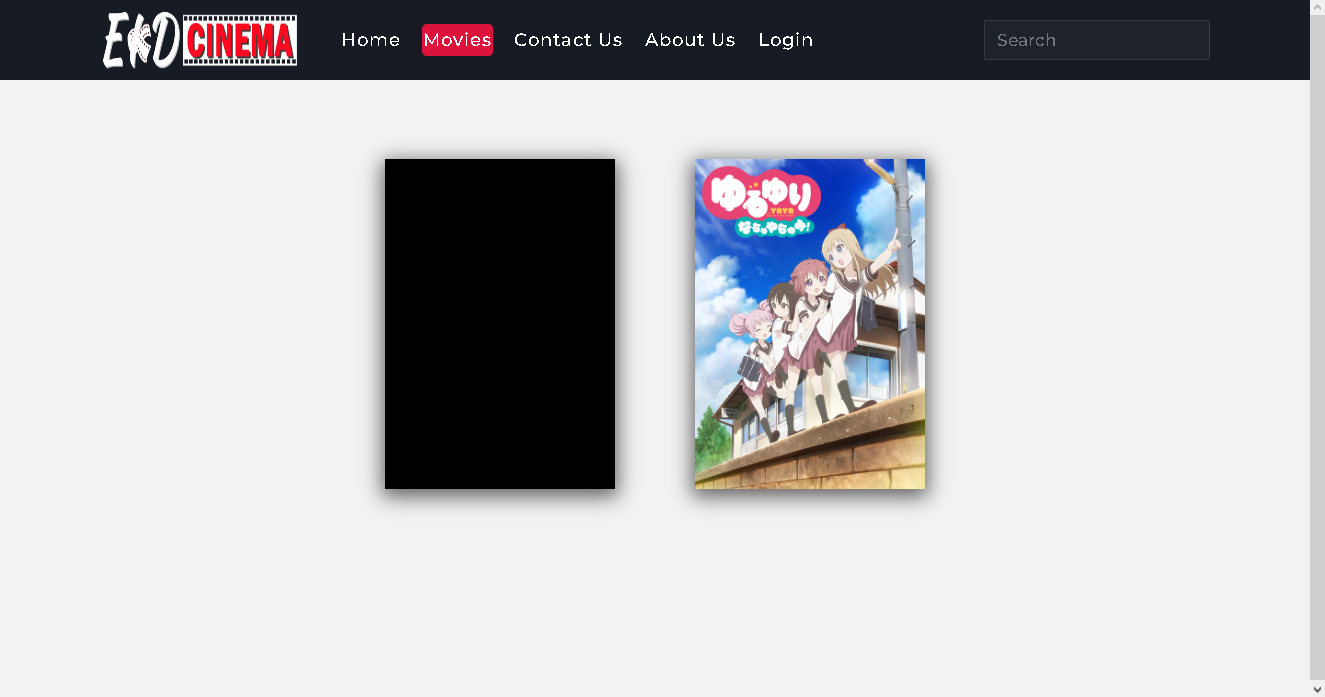 EKD CINEMA
Home
Movies
Contact Us
About Us
Login
Search
ゆるゆり
YRYR
なちゅやちゅみ!